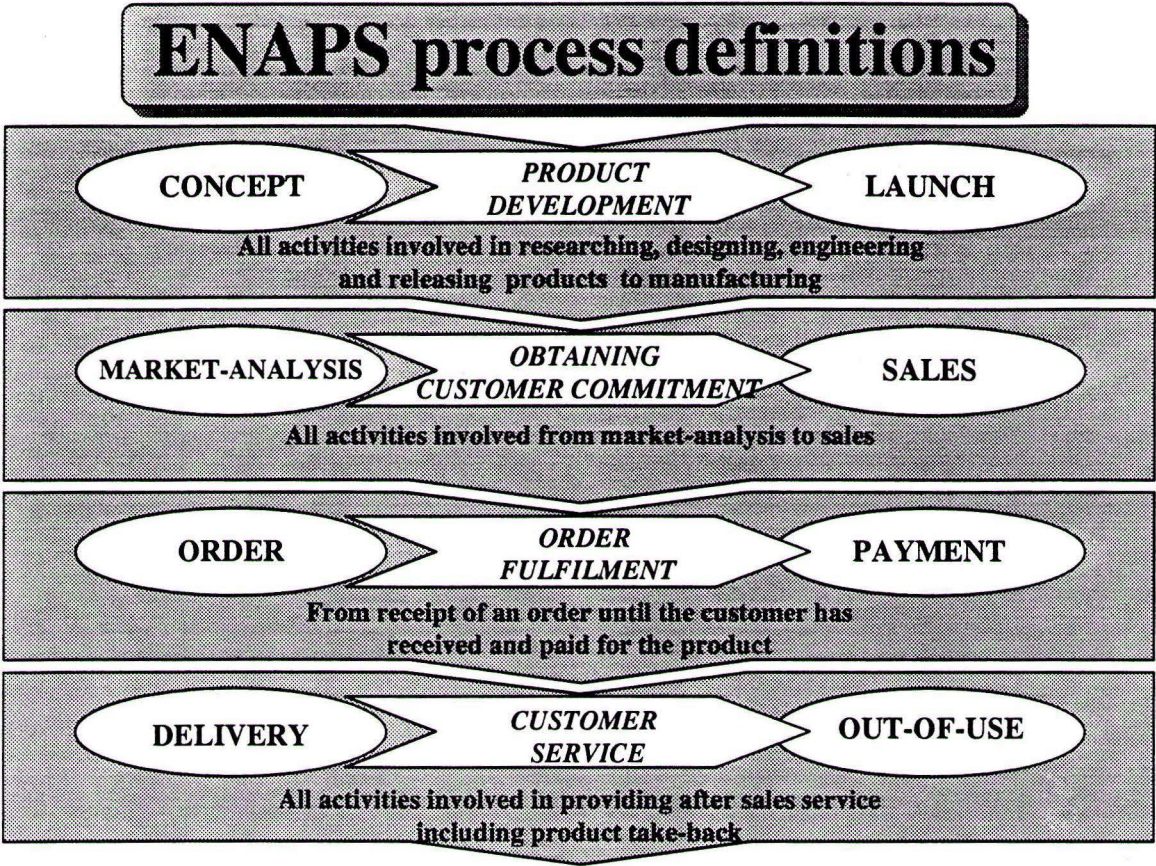 ENAPS process definitions
CONCEPT
PRODUCT
DEVELOPMENT
LAUNCH
All activities involved in researching, designing, engineering
and releasing products to manufacturing
MARKET-ANALYSIS
OBTAINING
CUSTOMER COMMITMENT
SALES
All activities involved from market-analysis to sales
ORDER
ORDER
FULFILMENT
PAYMENT
From receipt of an order until the customer has
received and paid for the product
DELIVERY
CUSTOMER
SERVICE
OUT-OF-USE
All activities involved in providing after sales service
including product take-back